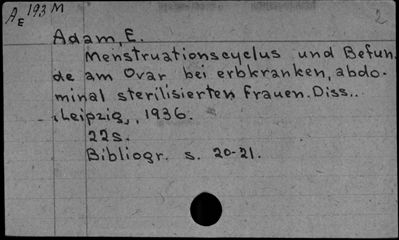 AE 193 M
2
Adam, E.
Menstruationscyclus und Befun-
de am Ovar bei erbkranken, abdo-
minal sterilisierten Frauen. Diss..
Leipzig, 1936.
22s.
Bibliogr. s. 20-21.